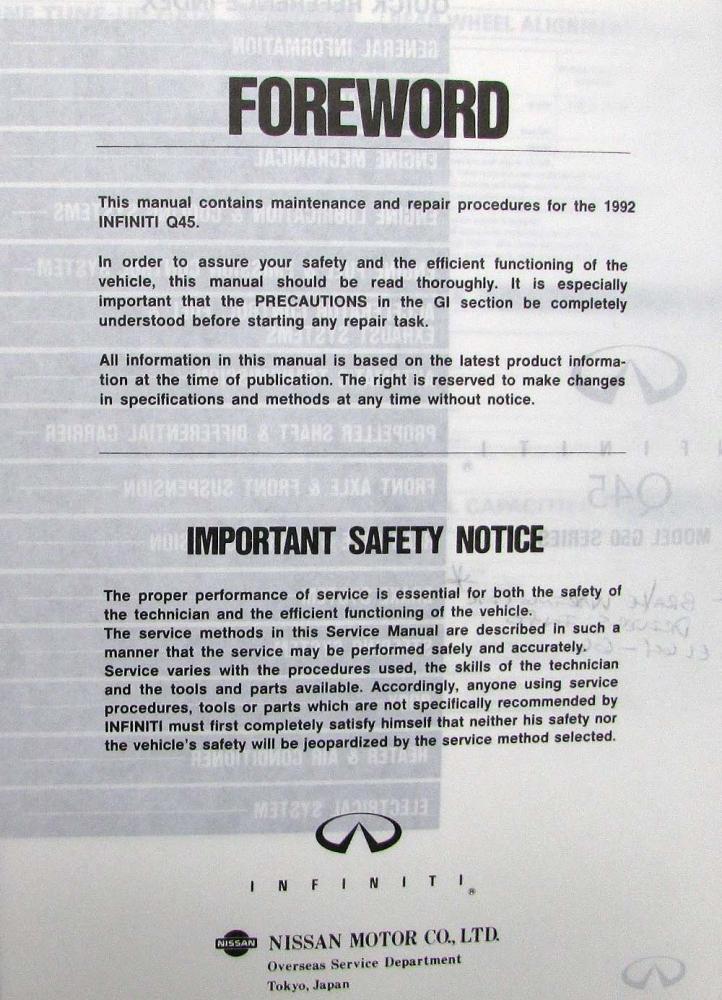 FOREWORD
This manual contains maintenance and repair procedures for the 1992
INFINITI Q45.
In order to assure your safety and the efficient functioning of the
vehicle, this manual should be read thoroughly. It is especially
important that the PRECAUTIONS in the GI section be completely
understood before starting any repair task.
All information in this manual is based on the latest product informa-
tion at the time of publication. The right is reserved to make changes
in specifications and methods at any time without notice.
IMPORTANT SAFETY NOTICE
The proper performance of service is essential for both the safety of
the technician and the efficient functioning of the vehicle.
The service methods in this Service Manual are described in such a
manner that the service may be performed safely and accurately.
Service varies with the procedures used, the skills of the technician
and the tools and parts available. Accordingly, anyone using service
procedures, tools or parts which are not specifically recommended by
INFINITI must first completely satisfy himself that neither his safety nor
the vehicle's safety will be jeopardized by the service method selected.
INFINITI®
NISSAN NISSAN MOTOR CO., LTD.
Overseas Service Department
Tokyo, Japan